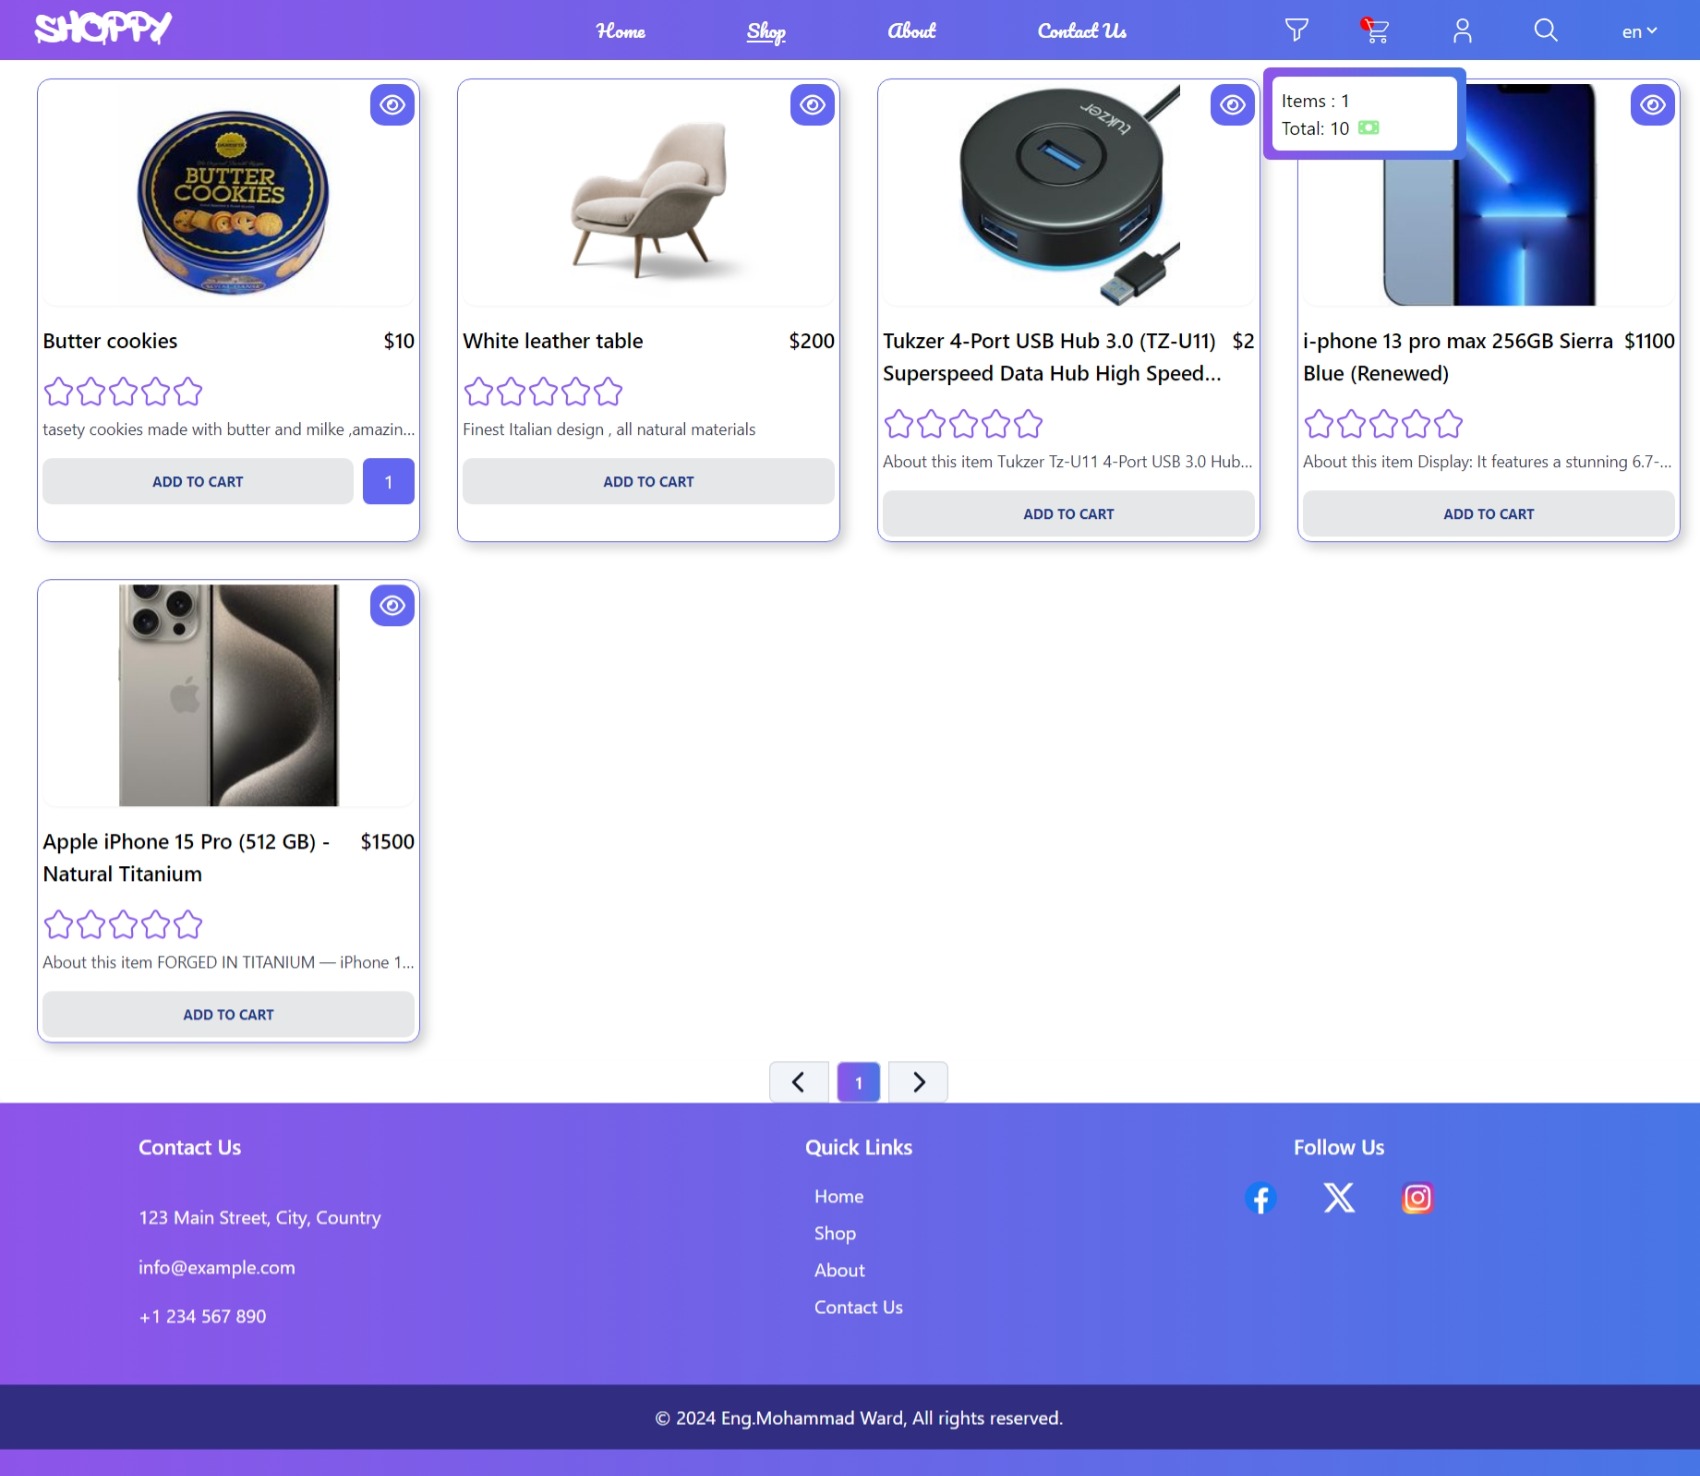 SHOPPY
Home
Shop
About
Contact Us
en
Items : 1
Total: 10
BUTTER
COOKIES
tukzer
Butter cookies
$10
tasety cookies made with butter and milke ,amazin...
ADD TO CART
1
White leather table
$200
Finest Italian design , all natural materials
ADD TO CART
Tukzer 4-Port USB Hub 3.0 (TZ-U11)
Superspeed Data Hub High Speed...
$2
About this item Tukzer Tz-U11 4-Port USB 3.0 Hub...
ADD TO CART
i-phone 13 pro max 256GB Sierra
Blue (Renewed)
$1100
About this item Display: It features a stunning 6.7-...
ADD TO CART
Apple iPhone 15 Pro (512 GB) -
Natural Titanium
$1500
About this item FORGED IN TITANIUM — iPhone 1...
ADD TO CART
1
Contact Us
123 Main Street, City, Country
info@example.com
+1 234 567 890
Quick Links
Home
Shop
About
Contact Us
Follow Us
© 2024 Eng.Mohammad Ward, All rights reserved.